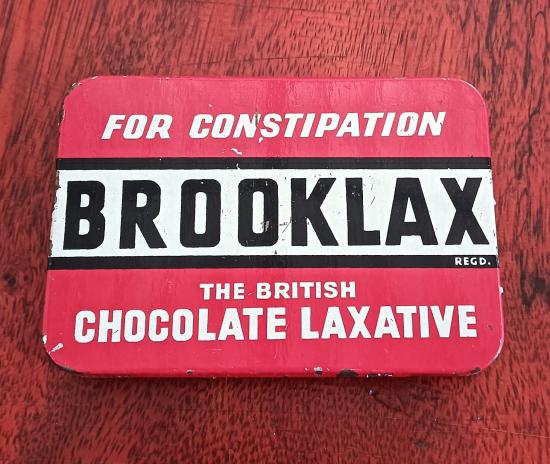 FOR CONSTIPATION
BROOKLAX
REGD.
THE BRITISH
CHOCOLATE LAXATIVE